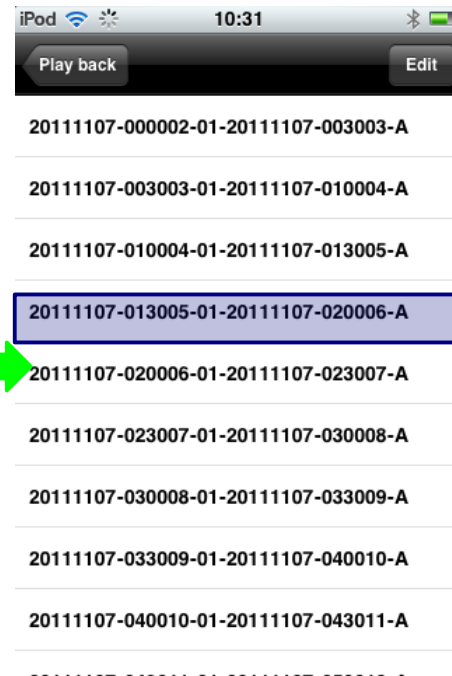 iPod 10:31
Play back Edit
20111107-000002-01-20111107-003003-A
20111107-003003-01-20111107-010004-A
20111107-010004-01-20111107-013005-A
20111107-013005-01-20111107-020006-A
20111107-020006-01-20111107-023007-A
20111107-023007-01-20111107-030008-A
20111107-030008-01-20111107-033009-A
20111107-033009-01-20111107-040010-A
20111107-040010-01-20111107-043011-A